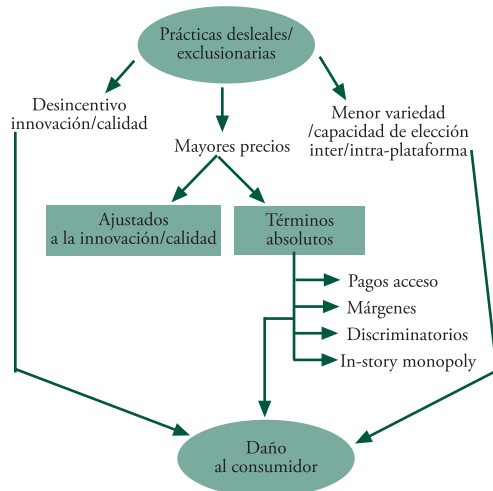 Prácticas desleales/
exclusionarias
Desincentivo
innovación/calidad
Mayores precios
Menor variedad
/capacidad de elección
inter/intra-plataforma
Ajustados
a la innovación/calidad
Términos
absolutos
Pagos acceso
Márgenes
Discriminatorios
In-story monopoly
Daño
al consumidor